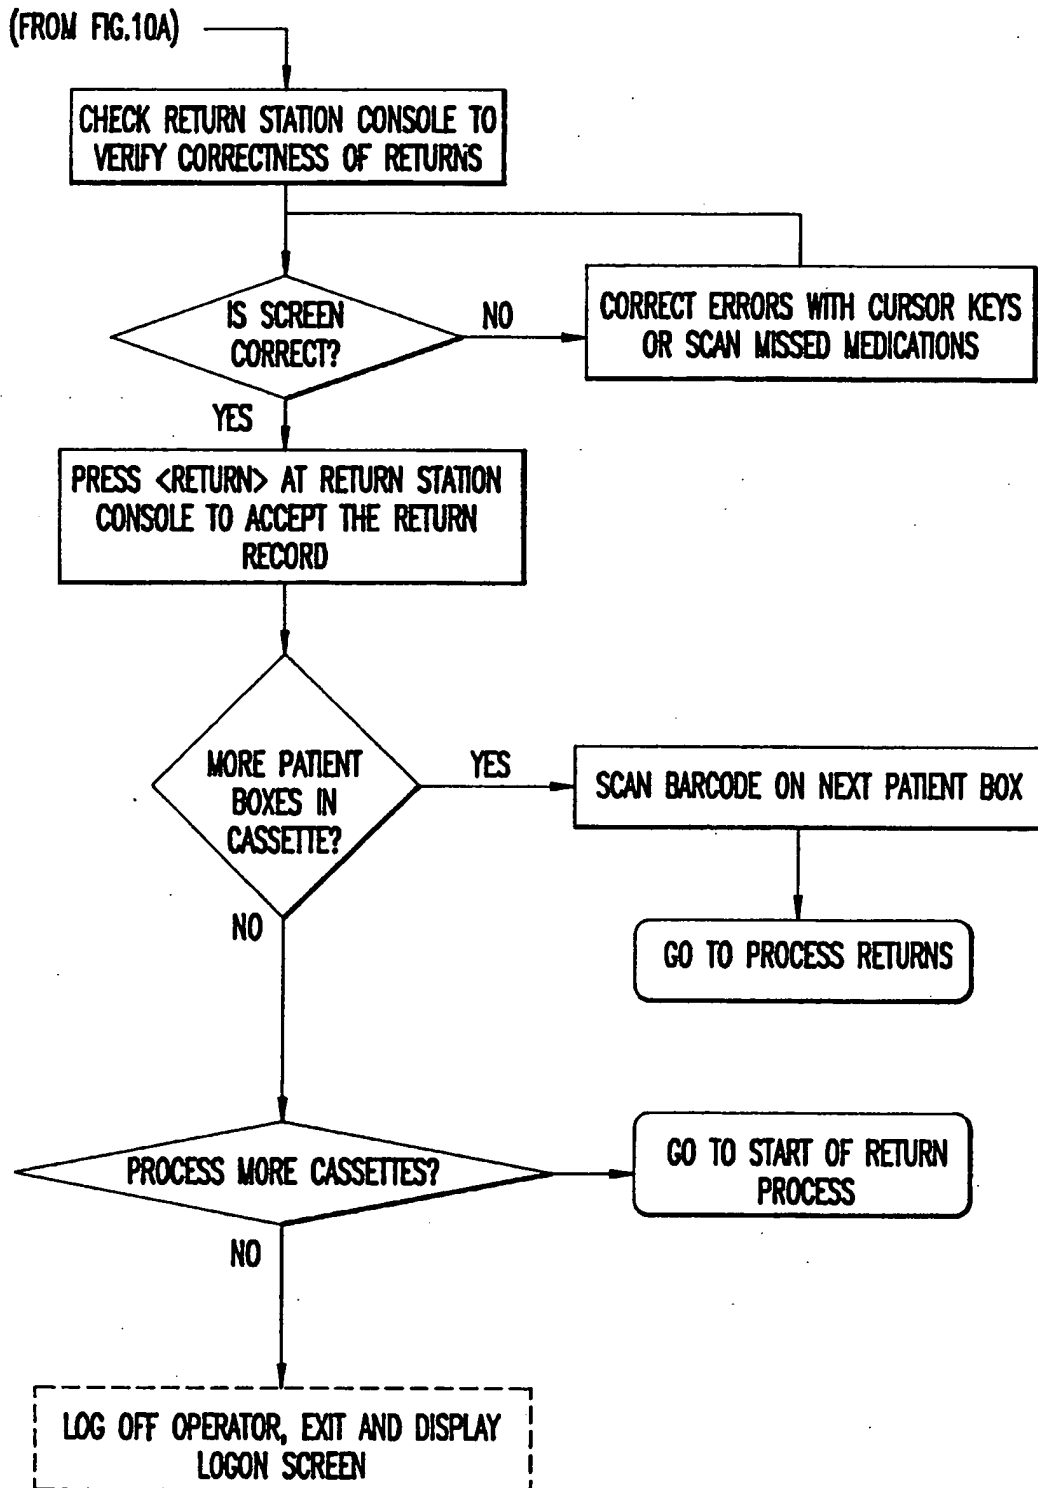 (FROM FIG.10A)
CHECK RETURN STATION CONSOLE TO
VERIFY CORRECTNESS OF RETURNS
IS SCREEN
CORRECT?
NO
CORRECT ERRORS WITH CURSOR KEYS
OR SCAN MISSED MEDICATIONS
YES
PRESS <RETURN> AT RETURN STATION
CONSOLE TO ACCEPT THE RETURN
RECORD
MORE PATIENT
BOXES IN
CASSETTE?
YES
SCAN BARCODE ON NEXT PATIENT BOX
NO
GO TO PROCESS RETURNS
PROCESS MORE CASSETTES?
GO TO START OF RETURN
PROCESS
NO
LOG OFF OPERATOR, EXIT AND DISPLAY
LOGON SCREEN